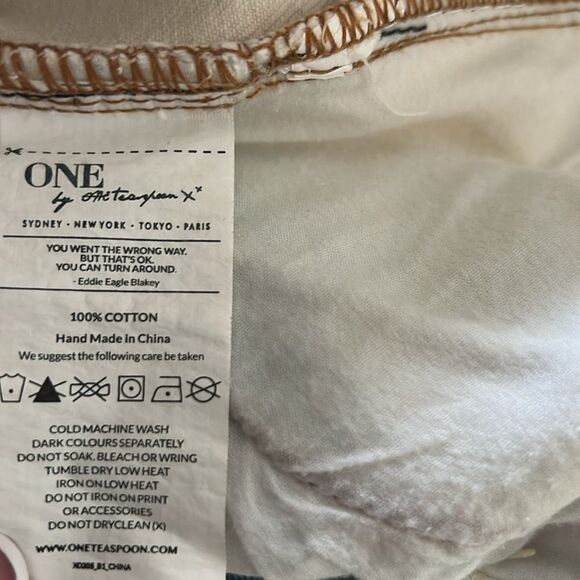 ONE
by One Teaspoon X x
SYDNEY • NEW YORK • TOKYO • PARIS
YOU WENT THE WRONG WAY.
BUT THAT'S OK.
YOU CAN TURN AROUND.
- Eddie Eagle Blakey
100% COTTON
Hand Made in China
We suggest the following care be taken
COLD MACHINE WASH
DARK COLOURS SEPARATELY
DO NOT SOAK. BLEACH OR WRING
TUMBLE DRY LOW HEAT
IRON ON LOW HEAT
DO NOT IRON ON PRINT
OR ACCESSORIES
DO NOT DRYCLEAN (X)
WWW.ONETEASPOON.COM